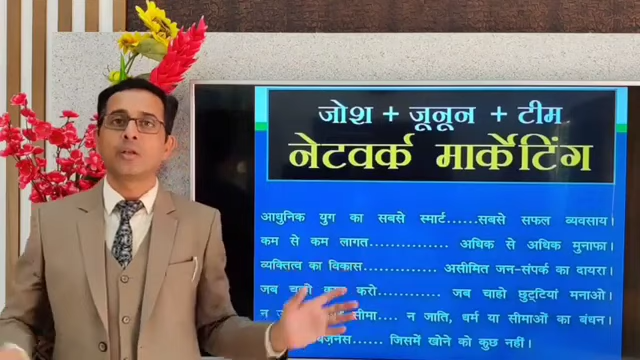 जोश + जूनून + टीम
नेटवर्क मार्केटिंग
आधुनिक युग का सबसे स्मार्ट......सबसे सफल व्यवसाय।
कम से कम लागत............... अधिक से अधिक मुनाफा।
व्यक्तित्व का विकास.............. असीमित जन-संपर्क का दायरा।
जब चाहो करो............ जब चाहो छुट्टियां मनाओ।
न सीमा.... न जाति, धर्म या सीमाओं का बंधन।
जिसमें खोने को कुछ नहीं।